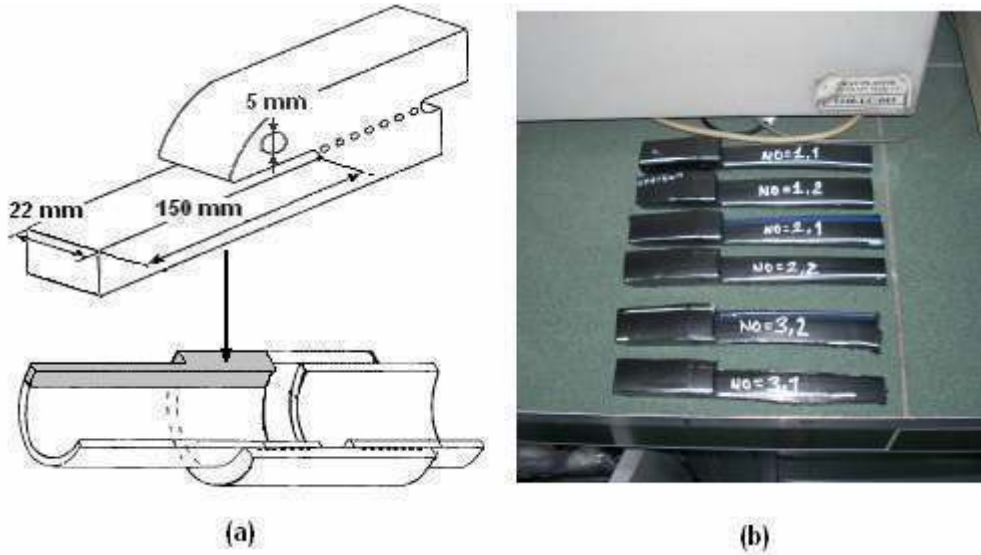 5 mm
22 mm
150 mm
(a)
NO=1,1
NO=1,2
NO=2,1
NO=2,2
NO=3,2
NO=3,1
(b)